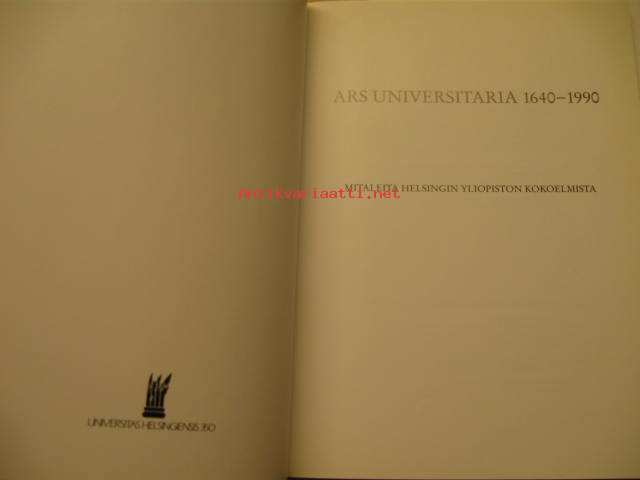 ARS UNIVERSITARIA 1640–1990
MITALEITA HELSINGIN YLIOPISTON KOKOELMISTA
antikvariaatti.net
UNIVERSITAS HELSINGIENSIS 350